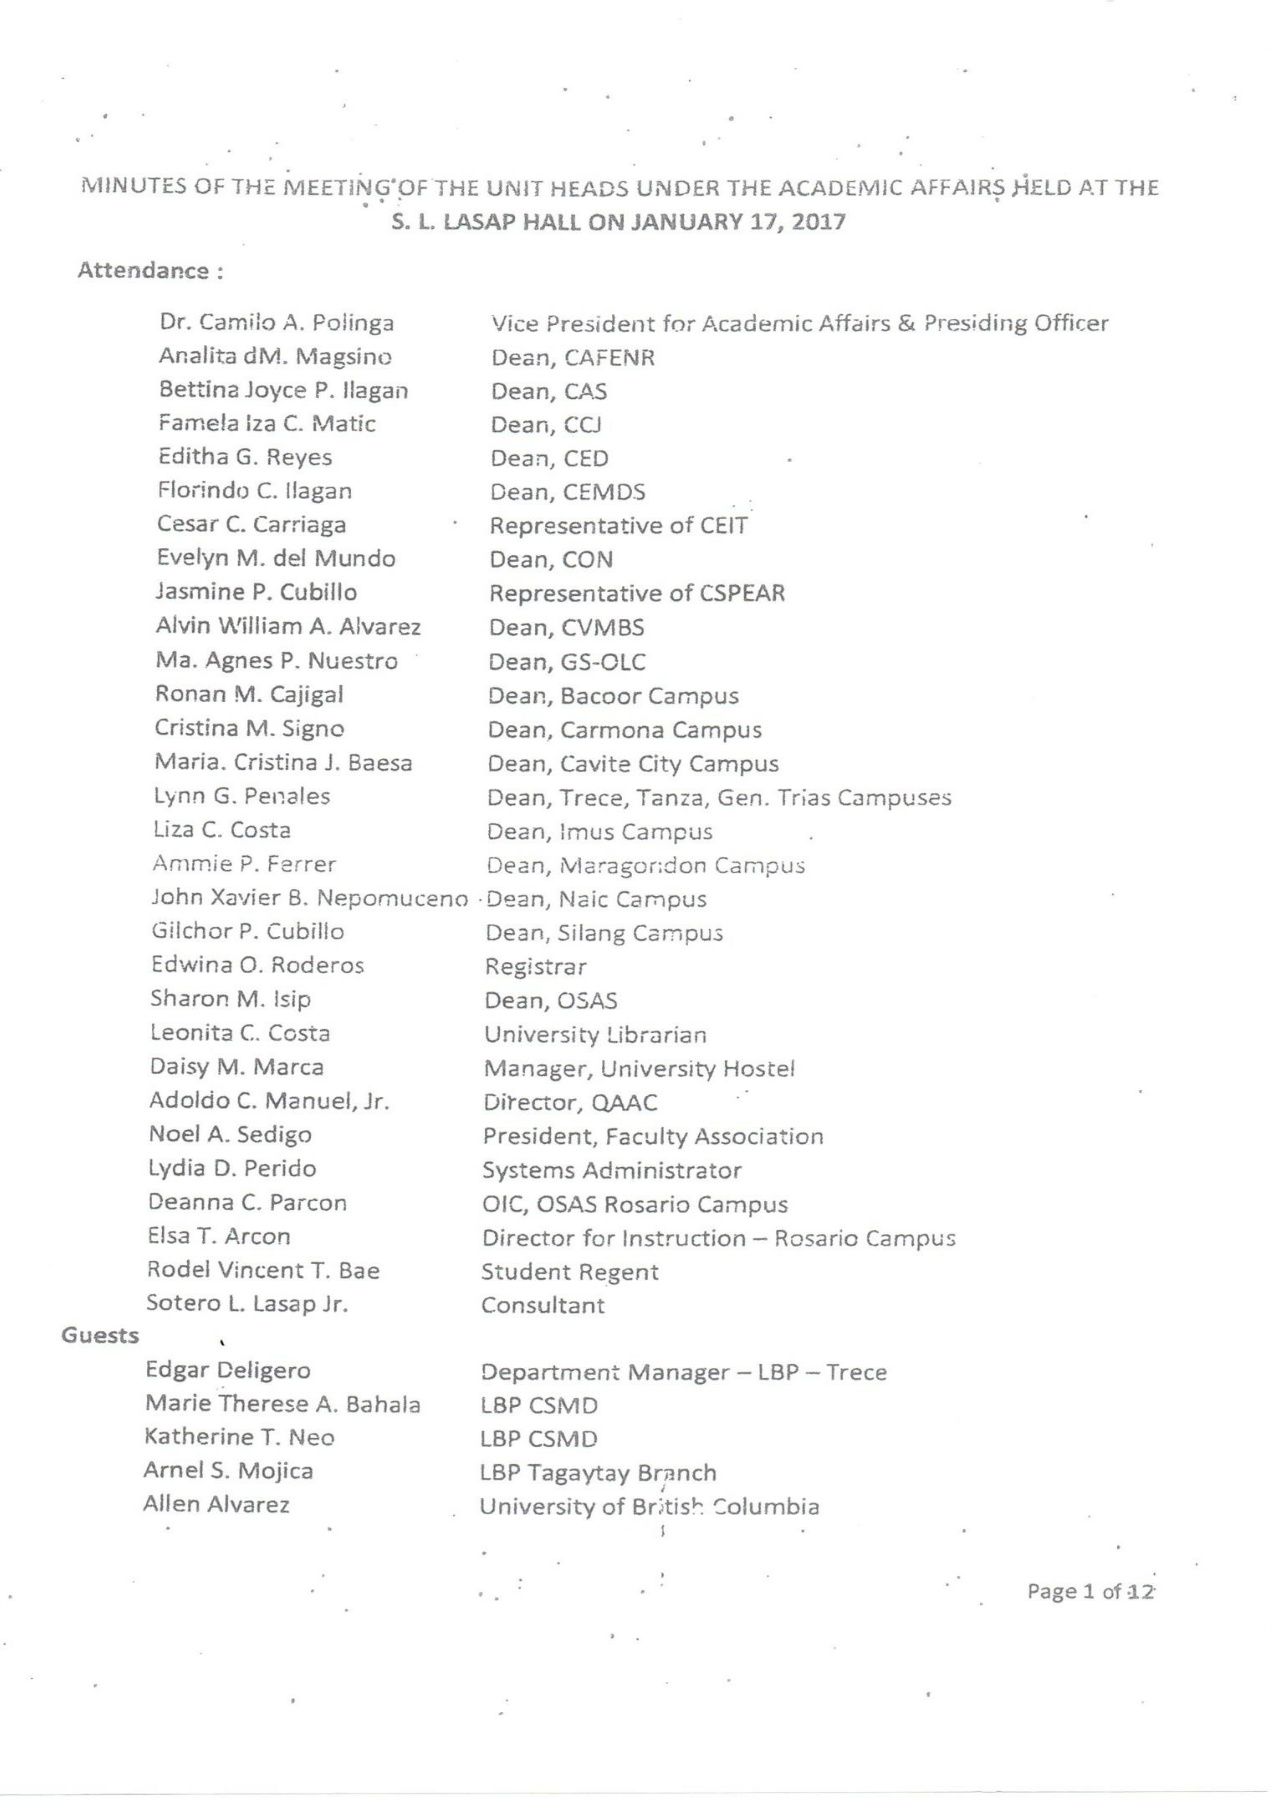 MINUTES OF THE MEETING OF THE UNIT HEADS UNDER THE ACADEMIC AFFAIRS HELD AT THE
S. L. LASAP HALL ON JANUARY 17, 2017
Attendance :
Dr. Camilo A. Polinga Vice President for Academic Affairs & Presiding Officer
Analita dM. Magsino Dean, CAFENR
Bettina Joyce P. Ilagan Dean, CAS
Famela Iza C. Matic Dean, CCJ
Editha G. Reyes Dean, CED
Florindo C. Ilagan Dean, CEMDS
Cesar C. Carriaga Representative of CEIT
Evelyn M. del Mundo Dean, CON
Jasmine P. Cubillo Representative of CSPEAR
Alvin William A. Alvarez Dean, CVMBS
Ma. Agnes P. Nuestro Dean, GS-OLC
Ronan M. Cajigal Dean, Bacoor Campus
Cristina M. Signo Dean, Carmona Campus
Maria. Cristina J. Baesa Dean, Cavite City Campus
Lynn G. Penales Dean, Trece, Tanza, Gen. Trias Campuses
Liza C. Costa Dean, Imus Campus
Ammie P. Ferrer Dean, Maragondon Campus
John Xavier B. Nepomuceno Dean, Naic Campus
Gilchor P. Cubillo Dean, Silang Campus
Edwina O. Roderos Registrar
Sharon M. Isip Dean, OSAS
Leonita C. Costa University Librarian
Daisy M. Marca Manager, University Hostel
Adoldo C. Manuel, Jr. Director, QAAC
Noel A. Sedigo President, Faculty Association
Lydia D. Perido Systems Administrator
Deanna C. Parcon OIC, OSAS Rosario Campus
Elsa T. Arcon Director for Instruction – Rosario Campus
Rodel Vincent T. Bae Student Regent
Sotero L. Lasap Jr. Consultant
Guests
Edgar Deligero Department Manager – LBP – Trece
Marie Therese A. Bahala LBP CSMD
Katherine T. Neo LBP CSMD
Arnel S. Mojica LBP Tagaytay Branch
Allen Alvarez University of British Columbia
Page 1 of 12